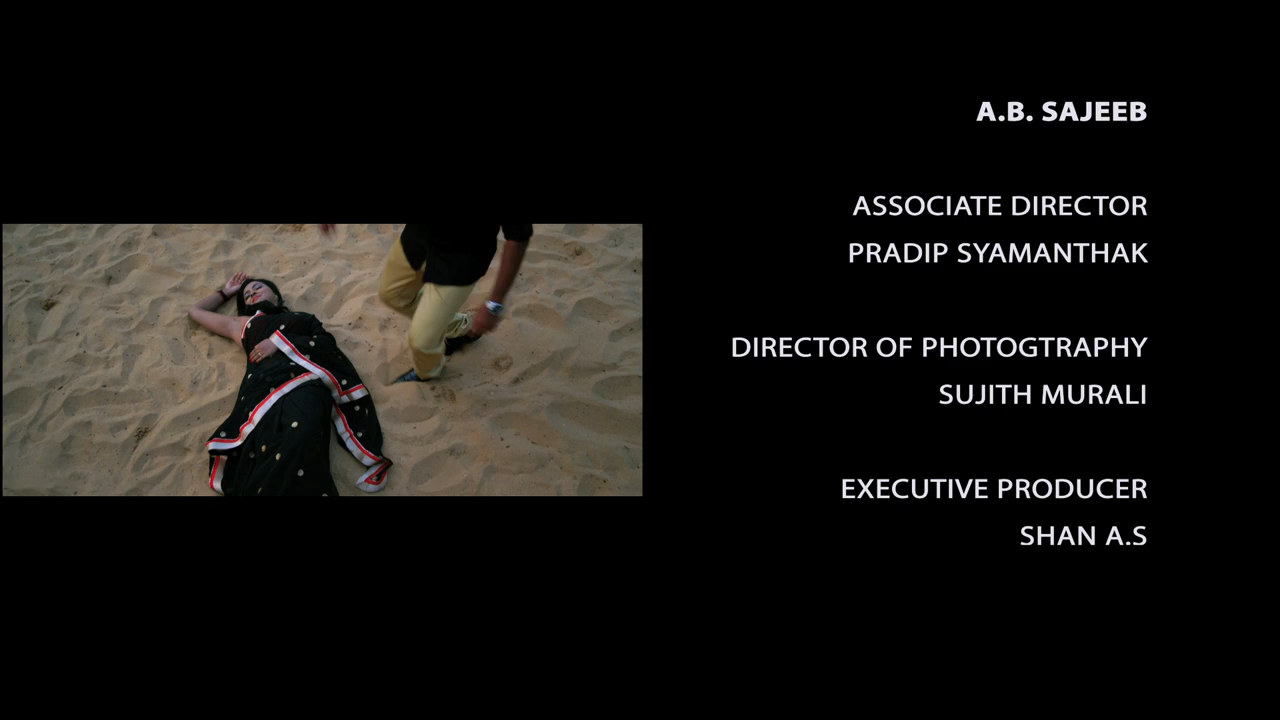 A.B. SAJEEB
ASSOCIATE DIRECTOR
PRADIP SYAMANTHAK
DIRECTOR OF PHOTOGTRAPHY
SUJITH MURALI
EXECUTIVE PRODUCER
SHAN A.S